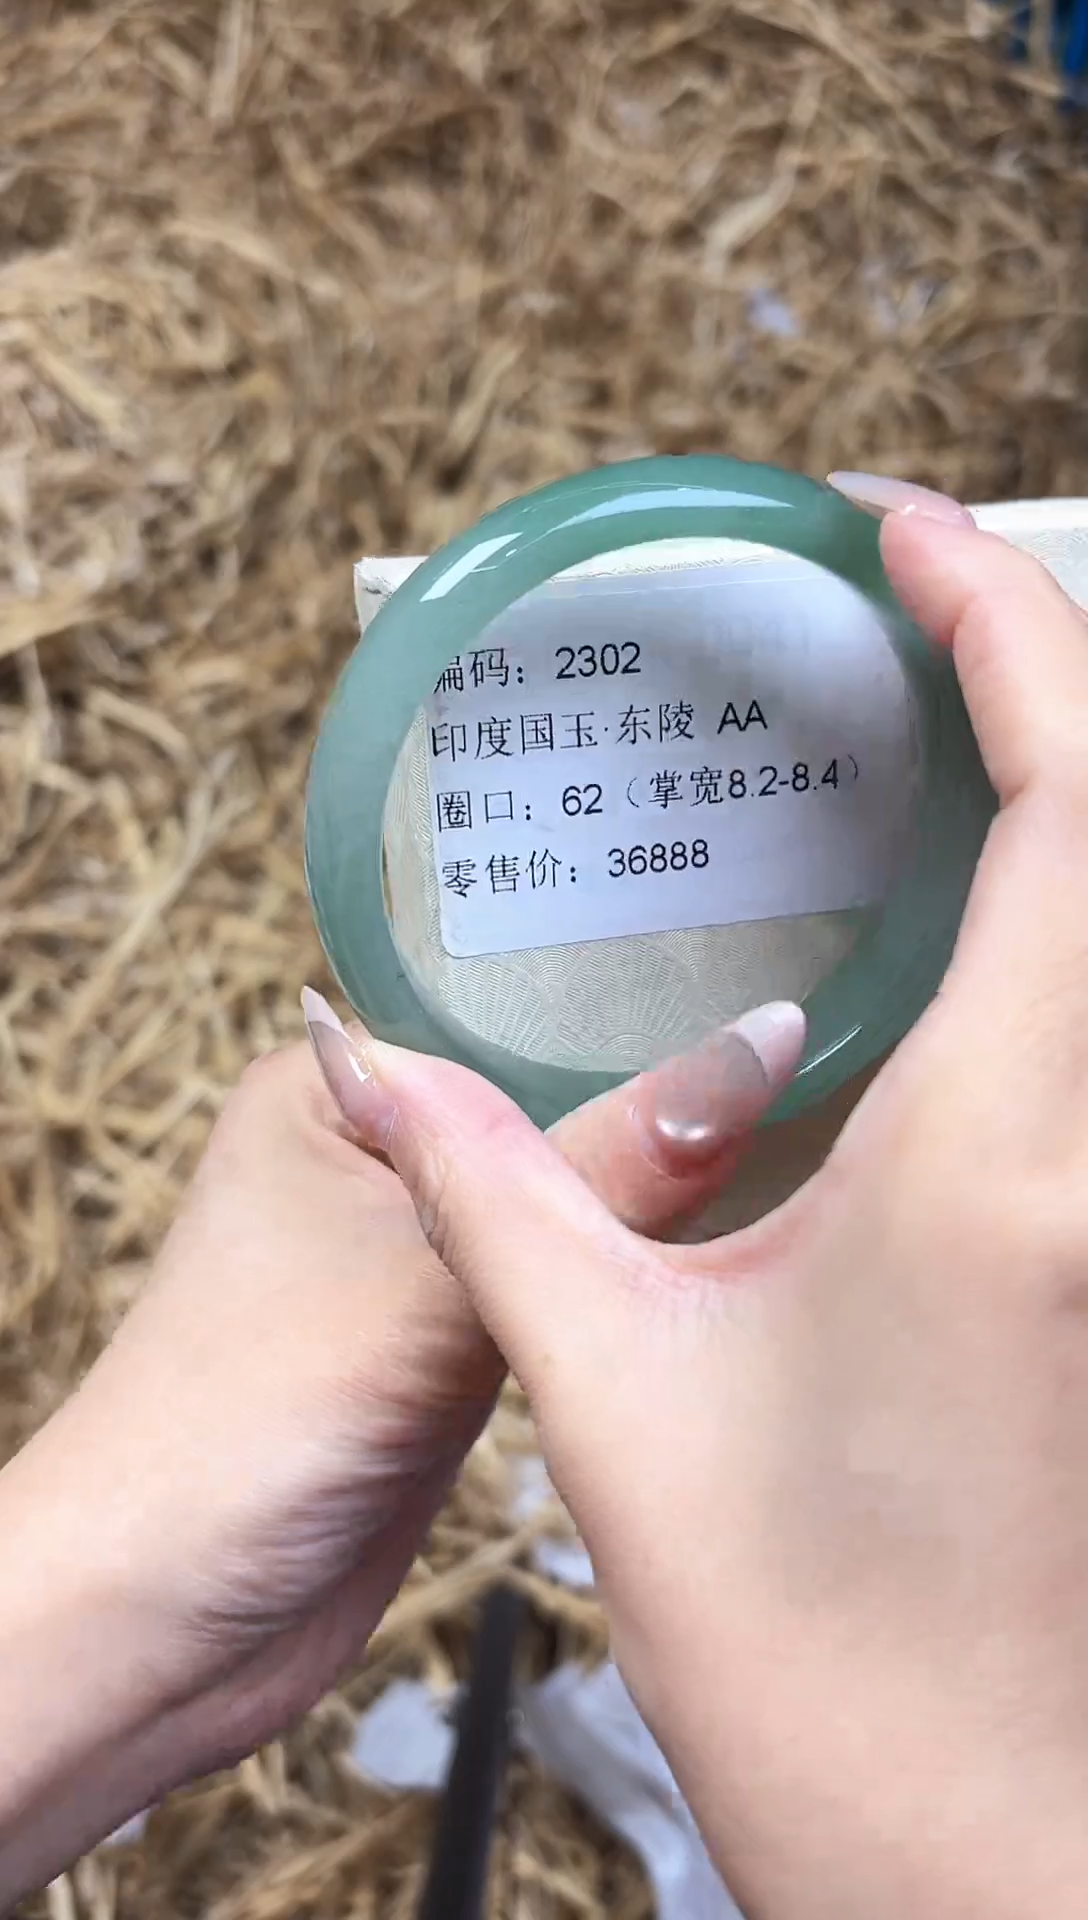 编码：2302
印度国玉·东陵 AA
圈口：62（掌宽8.2-8.4）
零售价：36888